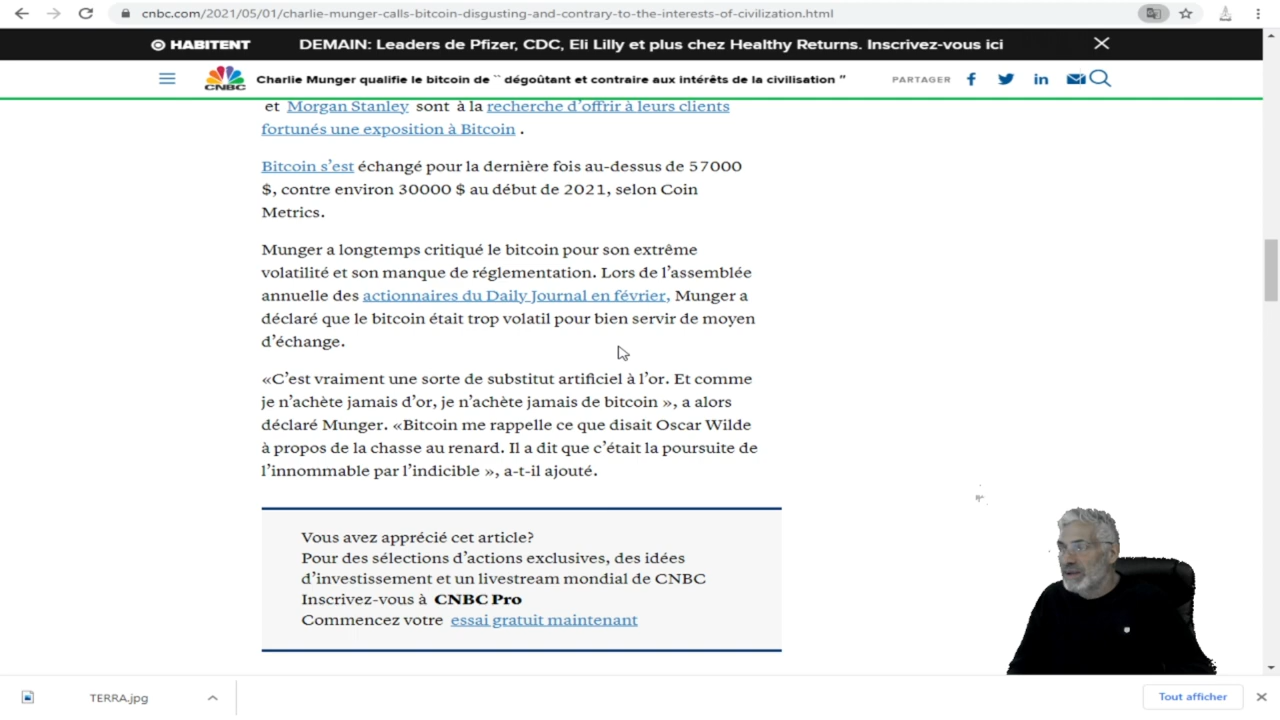 cnbc.com/2021/05/01/charlie-munger-calls-bitcoin-disgusting-and-contrary-to-the-interests-of-civilization.html
HABITENT DEMAIN: Leaders de Pfizer, CDC, Eli Lilly et plus chez Healthy Returns. Inscrivez-vous ici
CNBC Charlie Munger qualifie le bitcoin de `` dégoûtant et contraire aux intérêts de la civilisation ” PARTAGER
et Morgan Stanley sont à la recherche d’offrir à leurs clients
fortunés une exposition à Bitcoin .
Bitcoin s’est échangé pour la dernière fois au-dessus de 57000
$, contre environ 30000 $ au début de 2021, selon Coin
Metrics.
Munger a longtemps critiqué le bitcoin pour son extrême
volatilité et son manque de réglementation. Lors de l’assemblée
annuelle des actionnaires du Daily Journal en février, Munger a
déclaré que le bitcoin était trop volatil pour bien servir de moyen
d’échange.
«C’est vraiment une sorte de substitut artificiel à l’or. Et comme
je n’achète jamais d’or, je n’achète jamais de bitcoin », a alors
déclaré Munger. «Bitcoin me rappelle ce que disait Oscar Wilde
à propos de la chasse au renard. Il a dit que c’était la poursuite de
l’innommable par l’indicible », a-t-il ajouté.
Vous avez apprécié cet article?
Pour des sélections d’actions exclusives, des idées
d’investissement et un livestream mondial de CNBC
Inscrivez-vous à CNBC Pro
Commencez votre essai gratuit maintenant
TERRA.jpg
Tout afficher